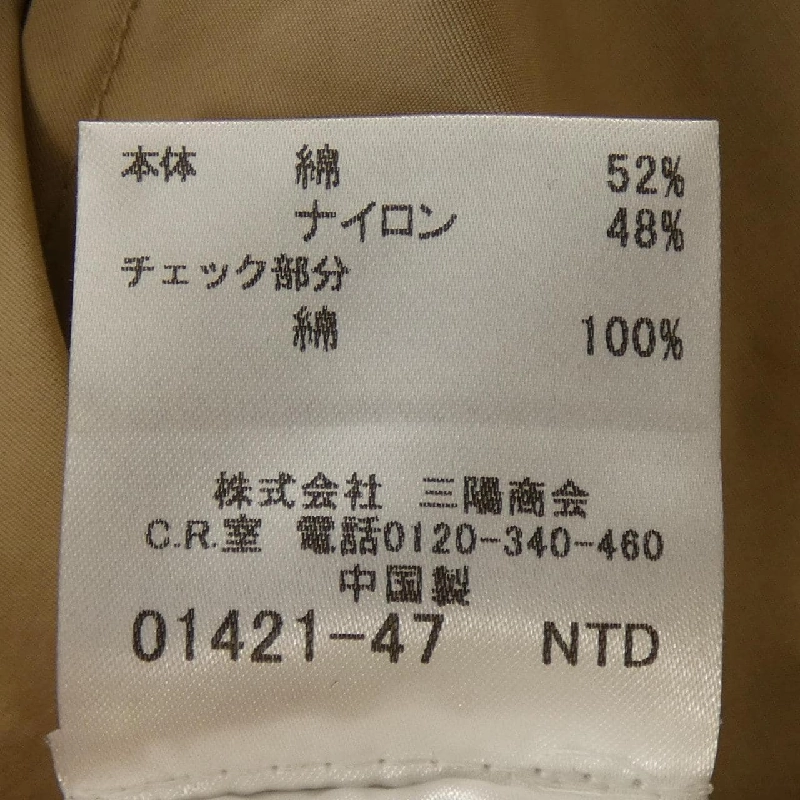 本体 綿 52%
ナイロン 48%
チェック部分
綿 100%
株式会社 三陽商会
C.R.室 電話0120-340-460
中国製
01421-47 NTD